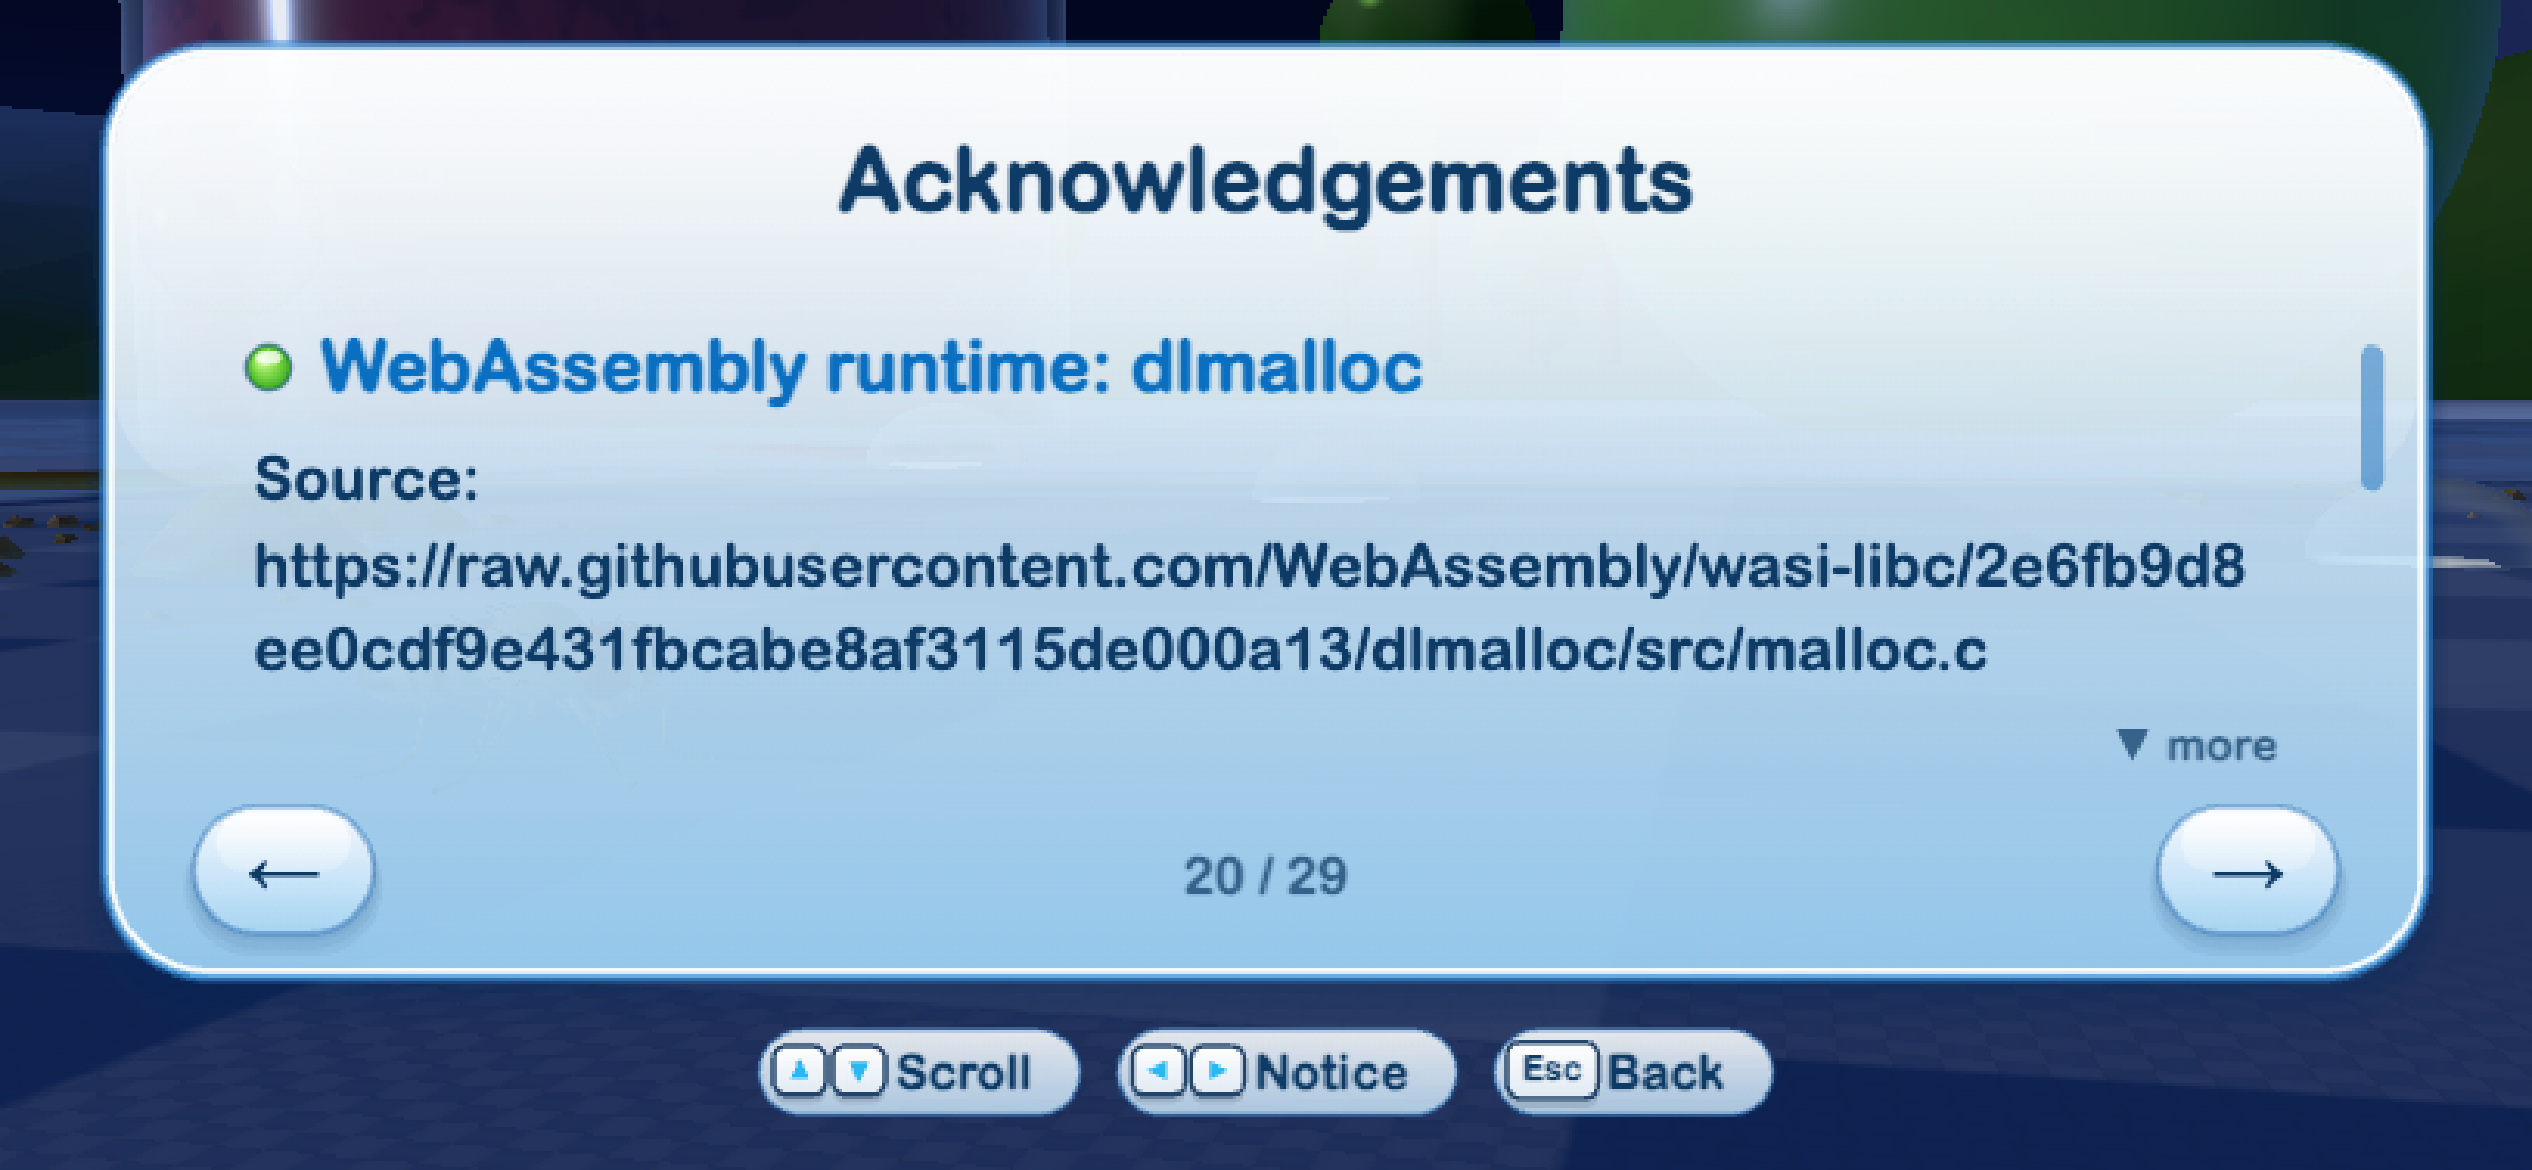 Acknowledgements
WebAssembly runtime: dlmalloc
Source:
https://raw.githubusercontent.com/WebAssembly/wasi-libc/2e6fb9d8
ee0cdf9e431fbcabe8af3115de000a13/dlmalloc/src/malloc.c
▼ more
← 20 / 29 →
▲ ▼ Scroll ◄ ► Notice Esc Back